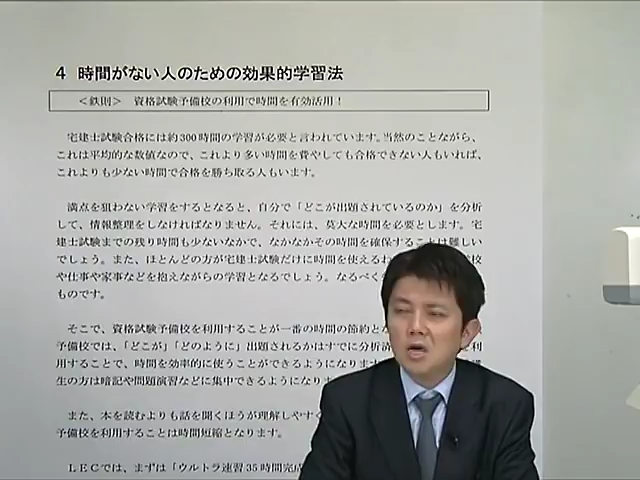 4 時間がない人のための効果的学習法
＜鉄則＞ 資格試験予備校の利用で時間を有効活用！
宅建士試験合格には約300時間の学習が必要と言われています。当然のことながら、
これは平均的な数値なので、これより多い時間を費やしても合格できない人もいれば、
これよりも少ない時間で合格を勝ち取る人もいます。
満点を狙わない学習をするとなると、自分で「どこが出題されているのか」を分析
して、情報整理をしなければなりません。それには、莫大な時間を必要とします。宅
建士試験までの残り時間も少ないなかで、なかなかその時間を確保することは難しい
でしょう。また、ほとんどの方が宅建士試験だけに時間を使えるわ
校
や仕事や家事などを抱えながらの学習となるでしょう。なるべく
ものです。
そこで、資格試験予備校を利用することが一番の時間の節約と
予備校では、「どこが」「どのように」出題されるかはすでに分析
利
用することで、時間を効率的に使うことができるようになります
生の方は暗記や問題演習などに集中できるようになりま
また、本を読むよりも話を聞くほうが理解しやす
予備校を利用することは時間短縮となります。
ＬＥＣでは、まずは「ウルトラ速習35時間完成